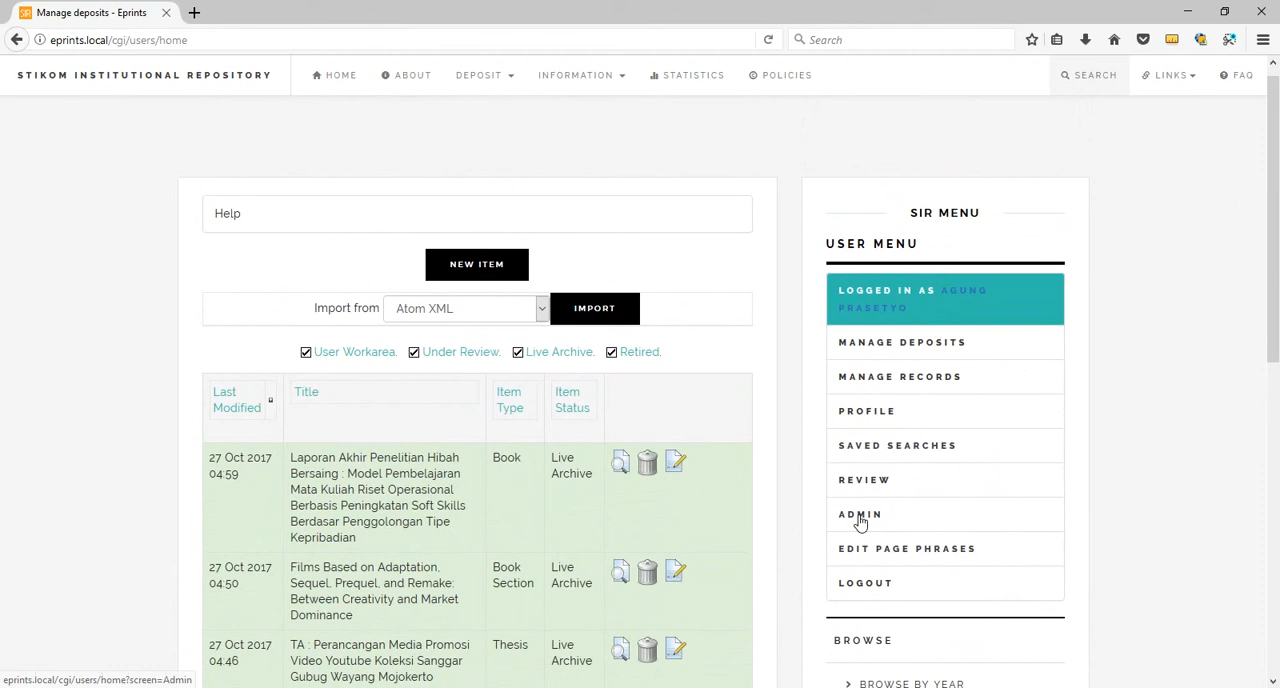 Manage deposits - Eprints
eprints.local/cgi/users/home
Search
STIKOM INSTITUTIONAL REPOSITORY
HOME
ABOUT
DEPOSIT
INFORMATION
STATISTICS
POLICIES
SEARCH
LINKS
FAQ
Help
NEW ITEM
Import from
Atom XML
IMPORT
User Workarea.
Under Review.
Live Archive.
Retired.
Last
Modified
Title
Item
Type
Item
Status
27 Oct 2017
04:59
Laporan Akhir Penelitian Hibah
Bersaing : Model Pembelajaran
Mata Kuliah Riset Operasional
Berbasis Peningkatan Soft Skills
Berdasar Penggolongan Tipe
Kepribadian
Book
Live
Archive
27 Oct 2017
04:50
Films Based on Adaptation,
Sequel, Prequel, and Remake:
Between Creativity and Market
Dominance
Book
Section
Live
Archive
27 Oct 2017
04:46
TA : Perancangan Media Promosi
Video Youtube Koleksi Sanggar
Gubug Wayang Mojokerto
Thesis
Live
Archive
SIR MENU
USER MENU
LOGGED IN AS AGUNG
PRASETYO
MANAGE DEPOSITS
MANAGE RECORDS
PROFILE
SAVED SEARCHES
REVIEW
ADMIN
EDIT PAGE PHRASES
LOGOUT
BROWSE
BROWSE BY YEAR
eprints.local/cgi/users/home?screen=Admin